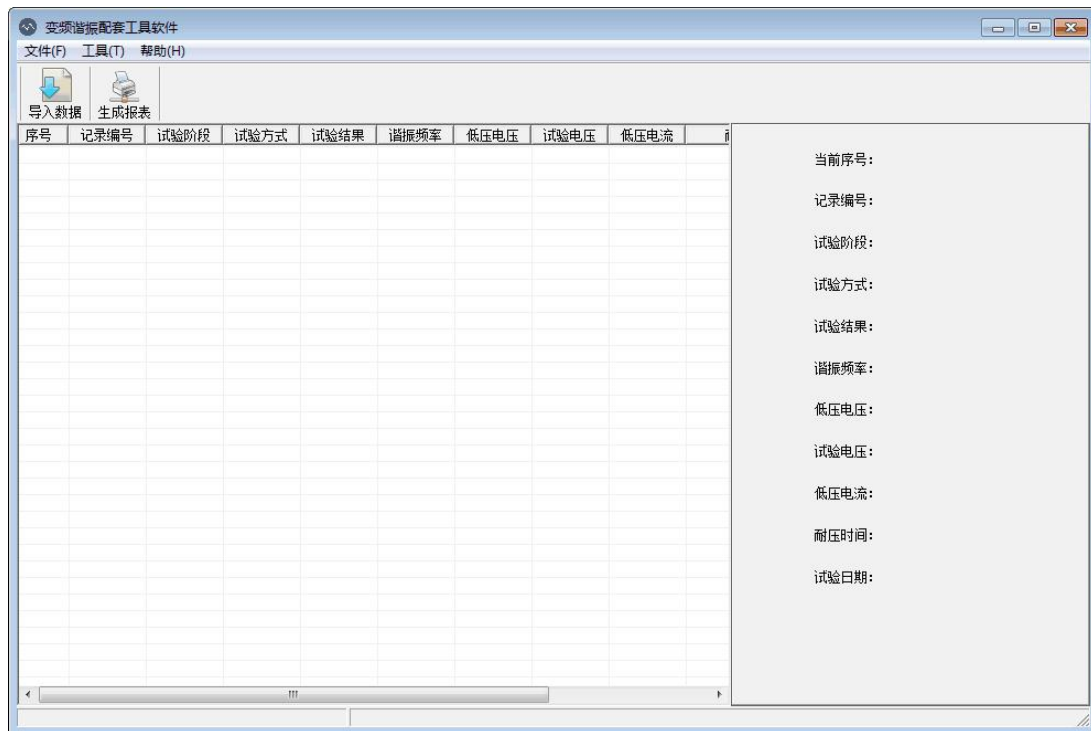 变频谐振配套工具软件
文件(F) 工具(T) 帮助(H)
导入数据 生成报表
序号 记录编号 试验阶段 试验方式 试验结果 谐振频率 低压电压 试验电压 低压电流
当前序号：
记录编号：
试验阶段：
试验方式：
试验结果：
谐振频率：
低压电压：
试验电压：
低压电流：
耐压时间：
试验日期：